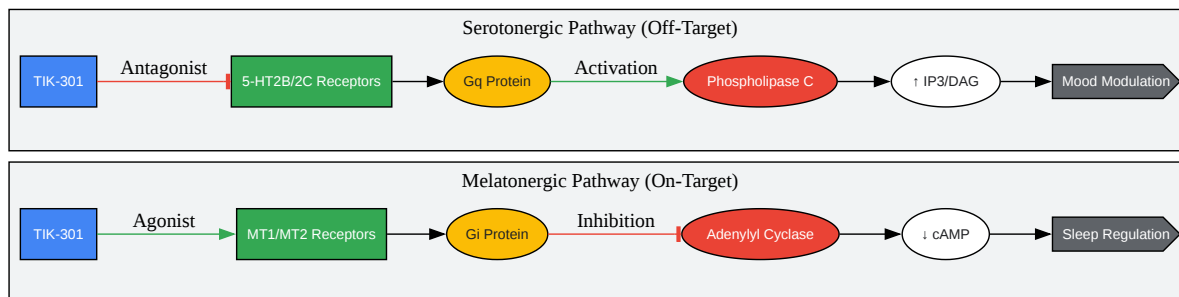 Serotonergic Pathway (Off-Target)
TIK-301
Antagonist
5-HT2B/2C Receptors
Gq Protein
Activation
Phospholipase C
↑ IP3/DAG
Mood Modulation
Melatonergic Pathway (On-Target)
TIK-301
Agonist
MT1/MT2 Receptors
Gi Protein
Inhibition
Adenylyl Cyclase
↓ cAMP
Sleep Regulation